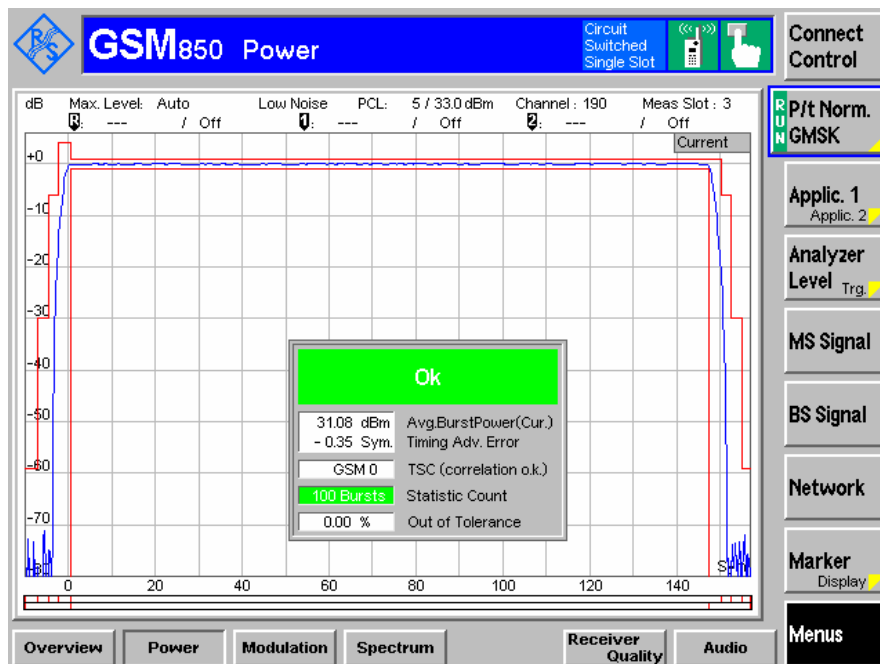 R&S
GSM850 Power
Circuit Switched Single Slot
Connect Control
dB Max. Level: Auto Low Noise PCL: 5 / 33.0 dBm Channel : 190 Meas Slot : 3
R: --- / Off 1: --- / Off 2: --- / Off
Current
RUN
P/t Norm. GMSK
Applic. 1
Applic. 2
Analyzer Level Trg.
MS Signal
BS Signal
Network
Marker
Display
Menus
+0
-10
-20
-30
-40
-50
-60
-70
Ok
31.08 dBm Avg.BurstPower(Cur.)
- 0.35 Sym. Timing Adv. Error
GSM 0 TSC (correlation o.k.)
100 Bursts Statistic Count
0.00 % Out of Tolerance
0 20 40 60 80 100 120 140
Overview Power Modulation Spectrum Receiver Quality Audio